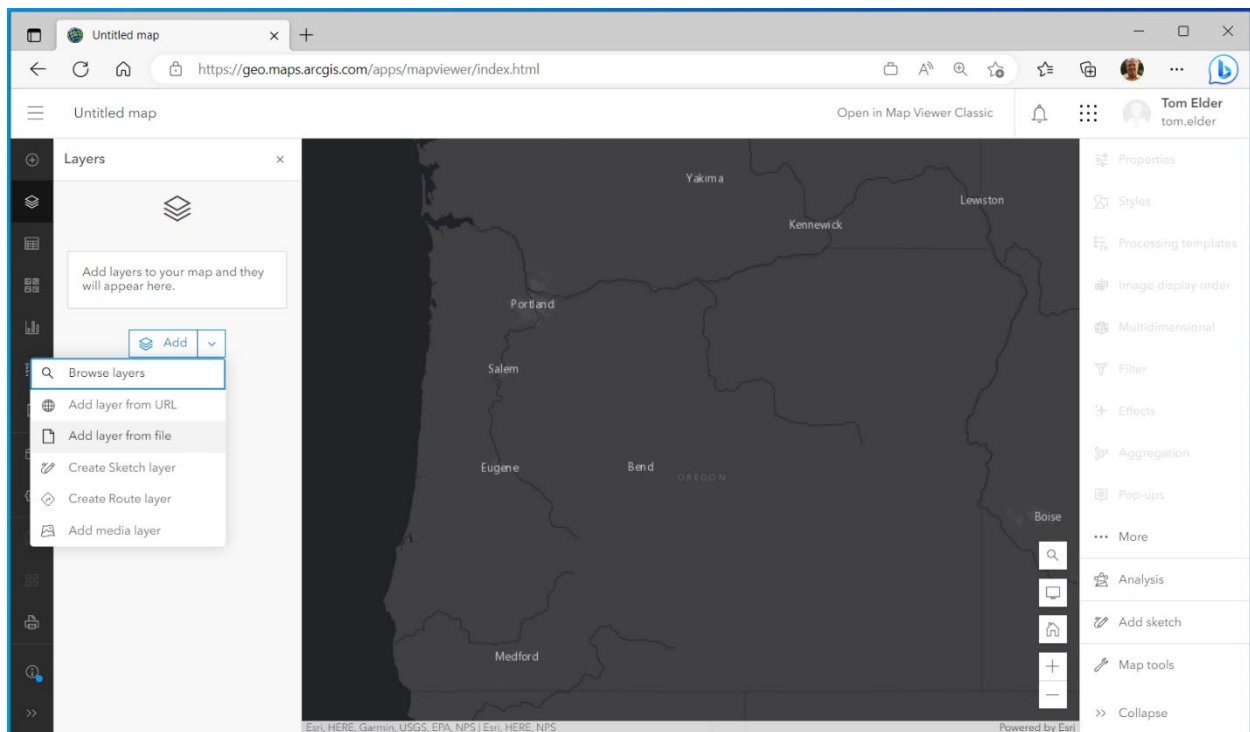 Untitled map
https://geo.maps.arcgis.com/apps/mapviewer/index.html
Untitled map
Open in Map Viewer Classic
Tom Elder
tom.elder
Layers
Add layers to your map and they
will appear here.
Add
Browse layers
Add layer from URL
Add layer from file
Create Sketch layer
Create Route layer
Add media layer
Yakima
Lewiston
Kennewick
Portland
Salem
Eugene
Bend
OREGON
Boise
Medford
Esri, HERE, Garmin, USGS, EPA, NPS | Esri, HERE, NPS
Powered by Esri
Properties
Styles
Processing templates
Image display order
Multidimensional
Filter
Effects
Aggregation
Pop-ups
More
Analysis
Add sketch
Map tools
Collapse